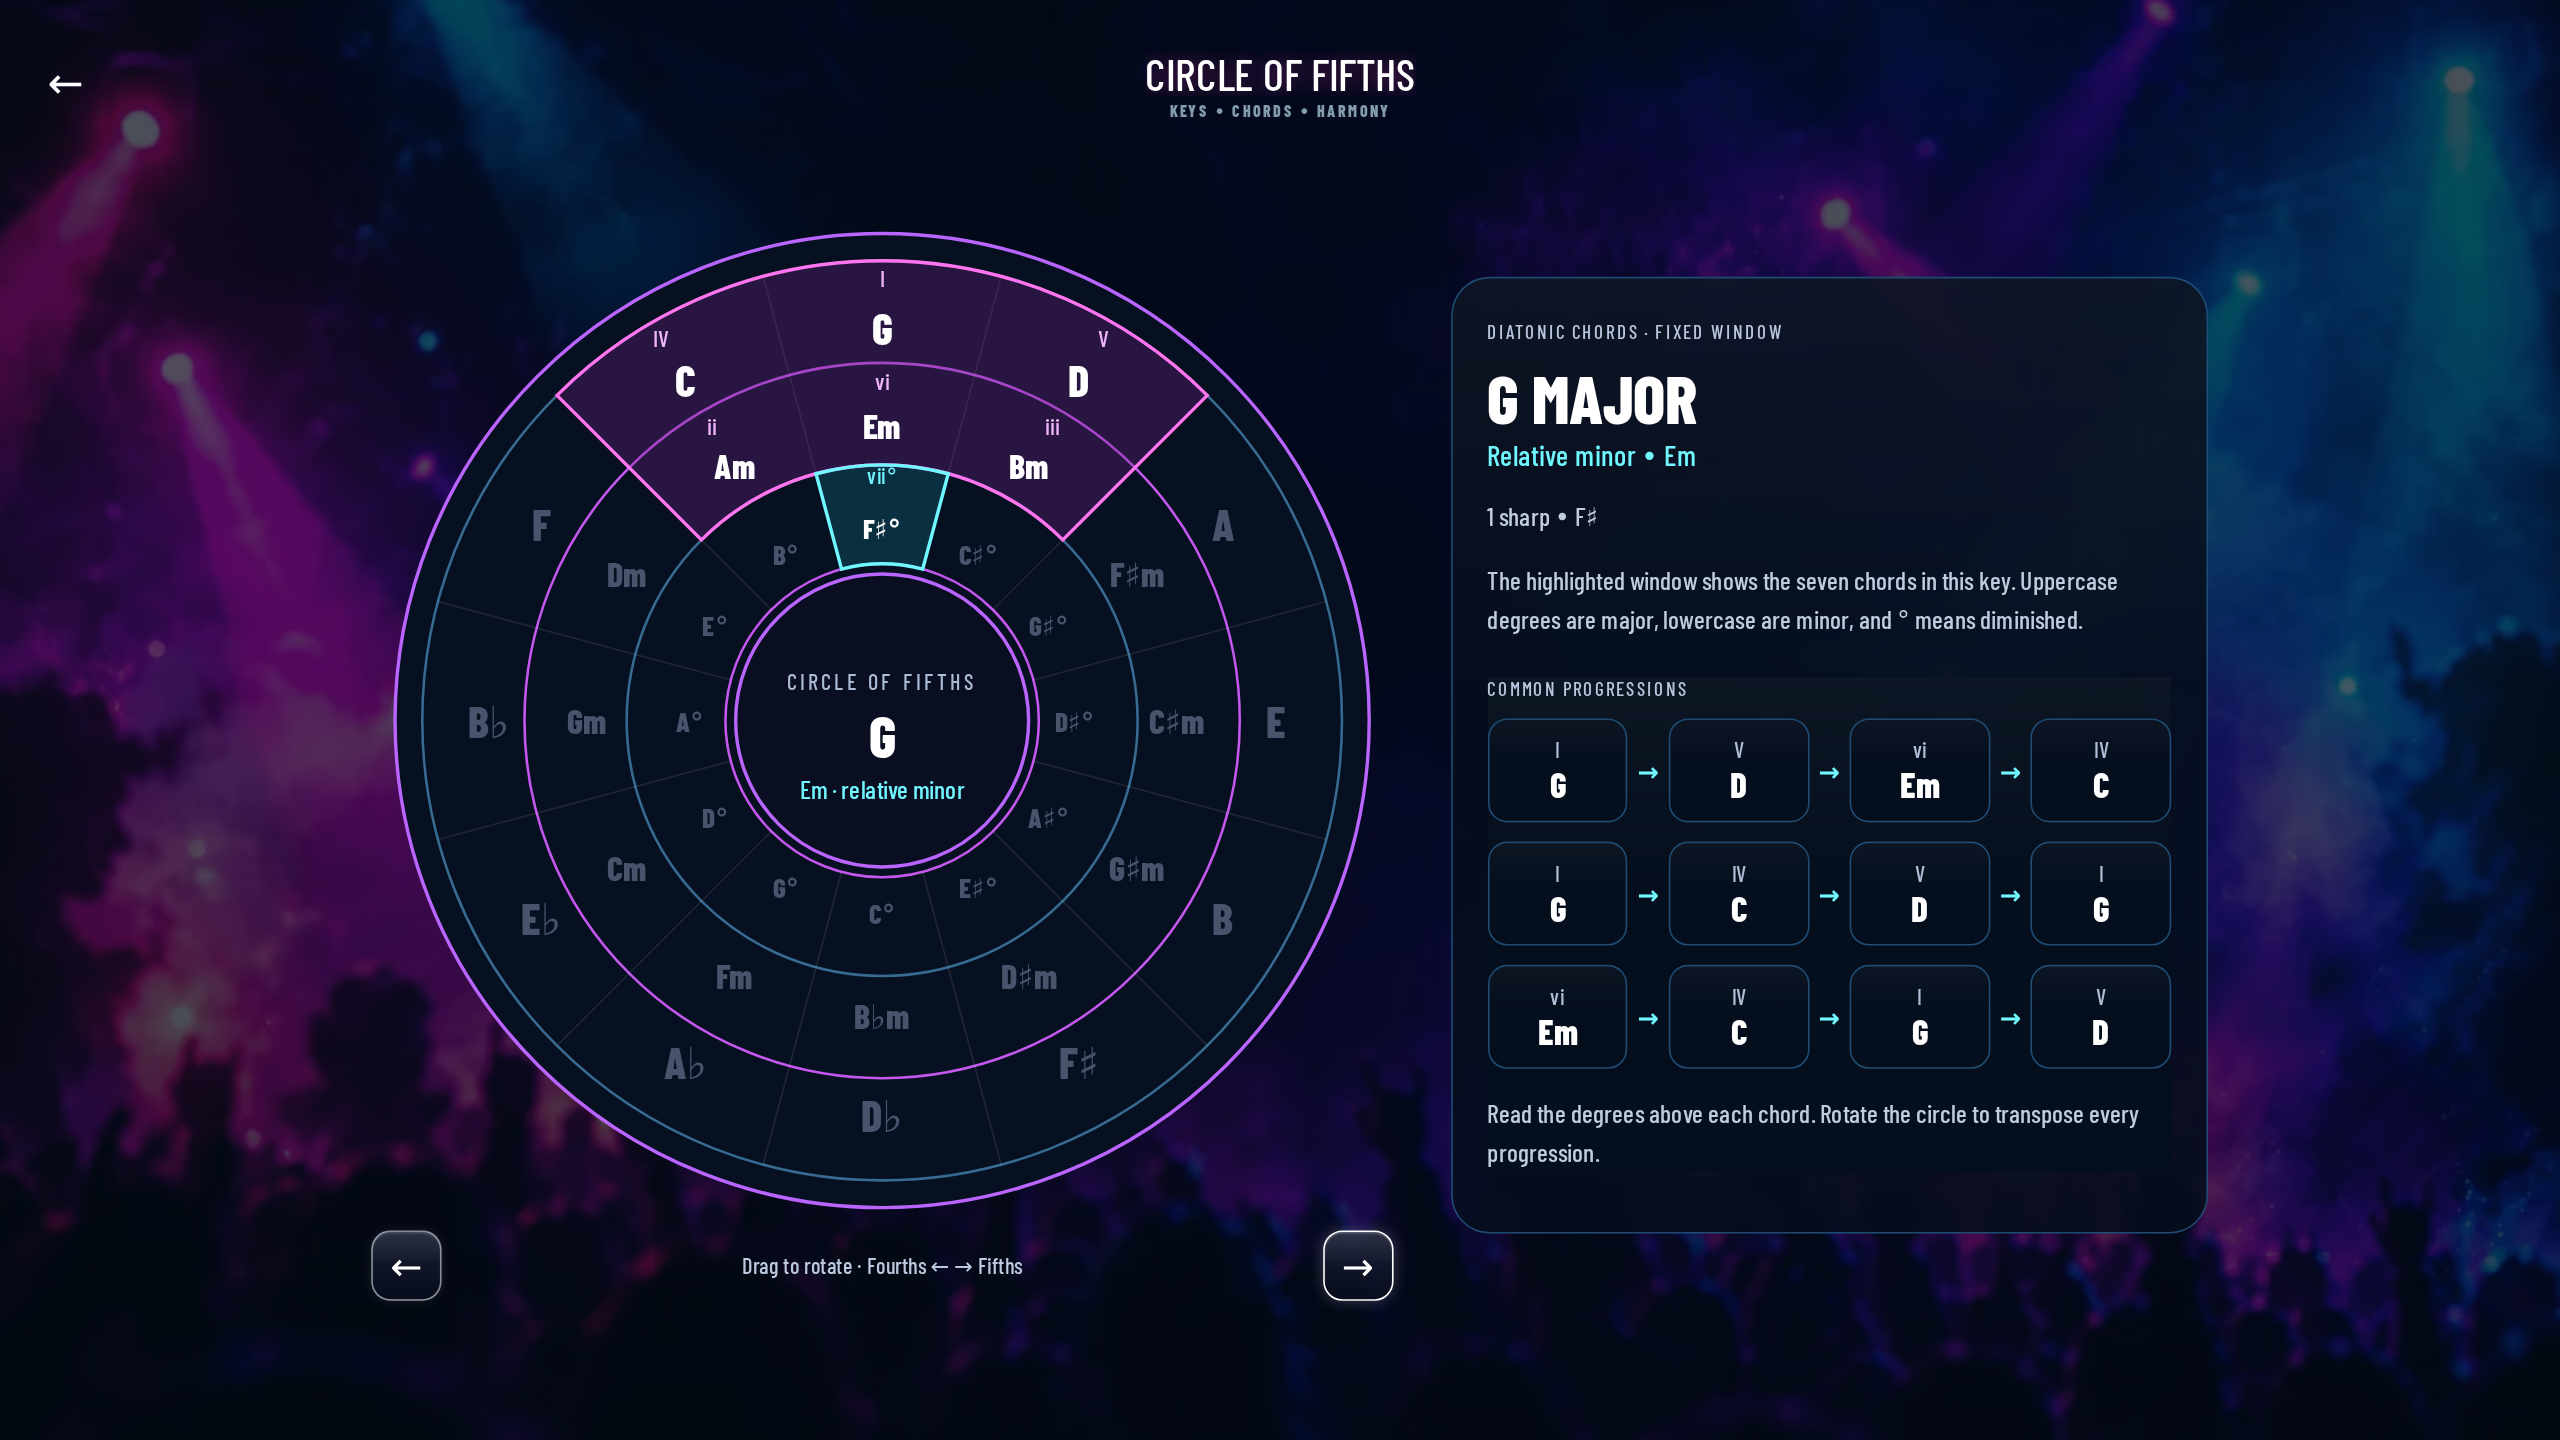 ←
CIRCLE OF FIFTHS
KEYS • CHORDS • HARMONY
I
G
IV
C
V
D
vi
Em
ii
Am
iii
Bm
vii°
F♯°
F
A
Dm
B°
C♯°
F♯m
E°
G♯°
B♭
Gm
A°
D♯°
C♯m
E
CIRCLE OF FIFTHS
G
Em · relative minor
D°
A♯°
Cm
G°
C°
E♯°
G♯m
E♭
B
Fm
B♭m
D♯m
A♭
D♭
F♯
←
Drag to rotate · Fourths ← → Fifths
→
DIATONIC CHORDS · FIXED WINDOW
G MAJOR
Relative minor • Em
1 sharp • F♯
The highlighted window shows the seven chords in this key. Uppercase
degrees are major, lowercase are minor, and ° means diminished.
COMMON PROGRESSIONS
I V vi IV
G → D → Em → C
I IV V I
G → C → D → G
vi IV I V
Em → C → G → D
Read the degrees above each chord. Rotate the circle to transpose every
progression.